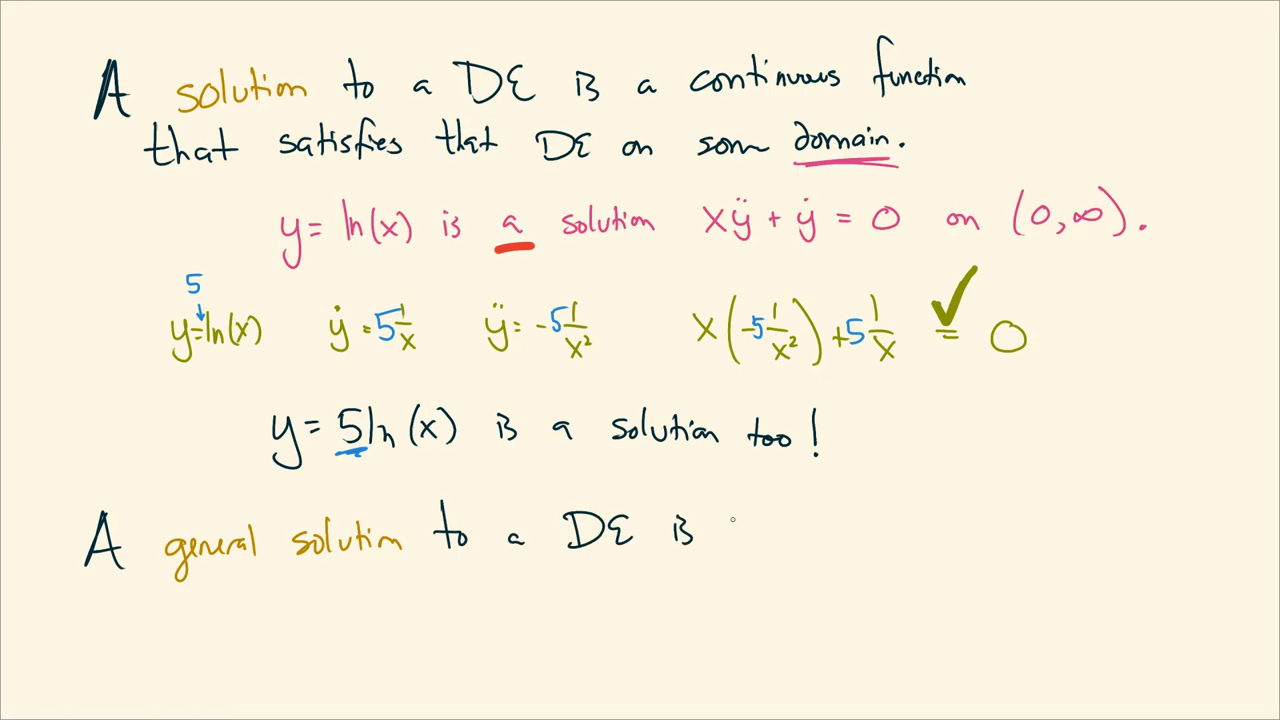 A solution to a DE is a continuous function
that satisfies that DE on some domain.
y = ln(x) is a solution xÿ + ẏ = 0 on (0, ∞).
5
y = ↓ln(x) ẏ = 5 1/x ÿ = -5 1/x² x(-5 1/x²) + 5 1/x = ✓ 0
y = 5ln(x) is a solution too!
A general solution to a DE is